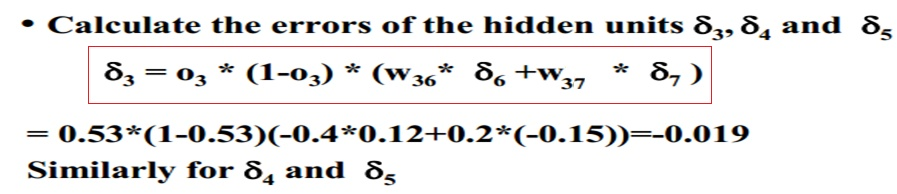 • Calculate the errors of the hidden units δ₃, δ₄ and δ₅
δ₃ = o₃ * (1-o₃) * (w₃₆* δ₆ +w₃₇ * δ₇ )
= 0.53*(1-0.53)(-0.4*0.12+0.2*(-0.15))=-0.019
Similarly for δ₄ and δ₅